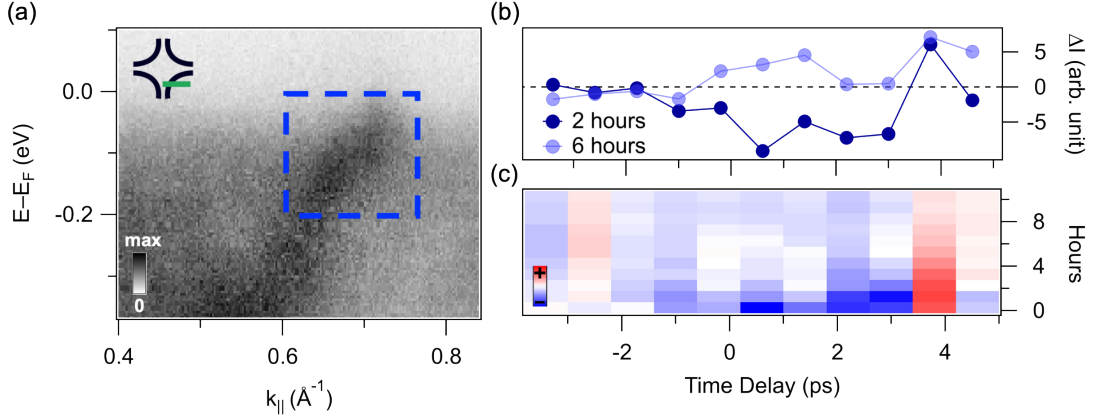 (a)
0.0
-0.2
E−E_F (eV)
max
0
0.4
0.6
0.8
k_|| (Å^-1)
(b)
5
0
-5
ΔI (arb. unit)
2 hours
6 hours
(c)
+
−
8
4
0
Hours
-2
0
2
4
Time Delay (ps)